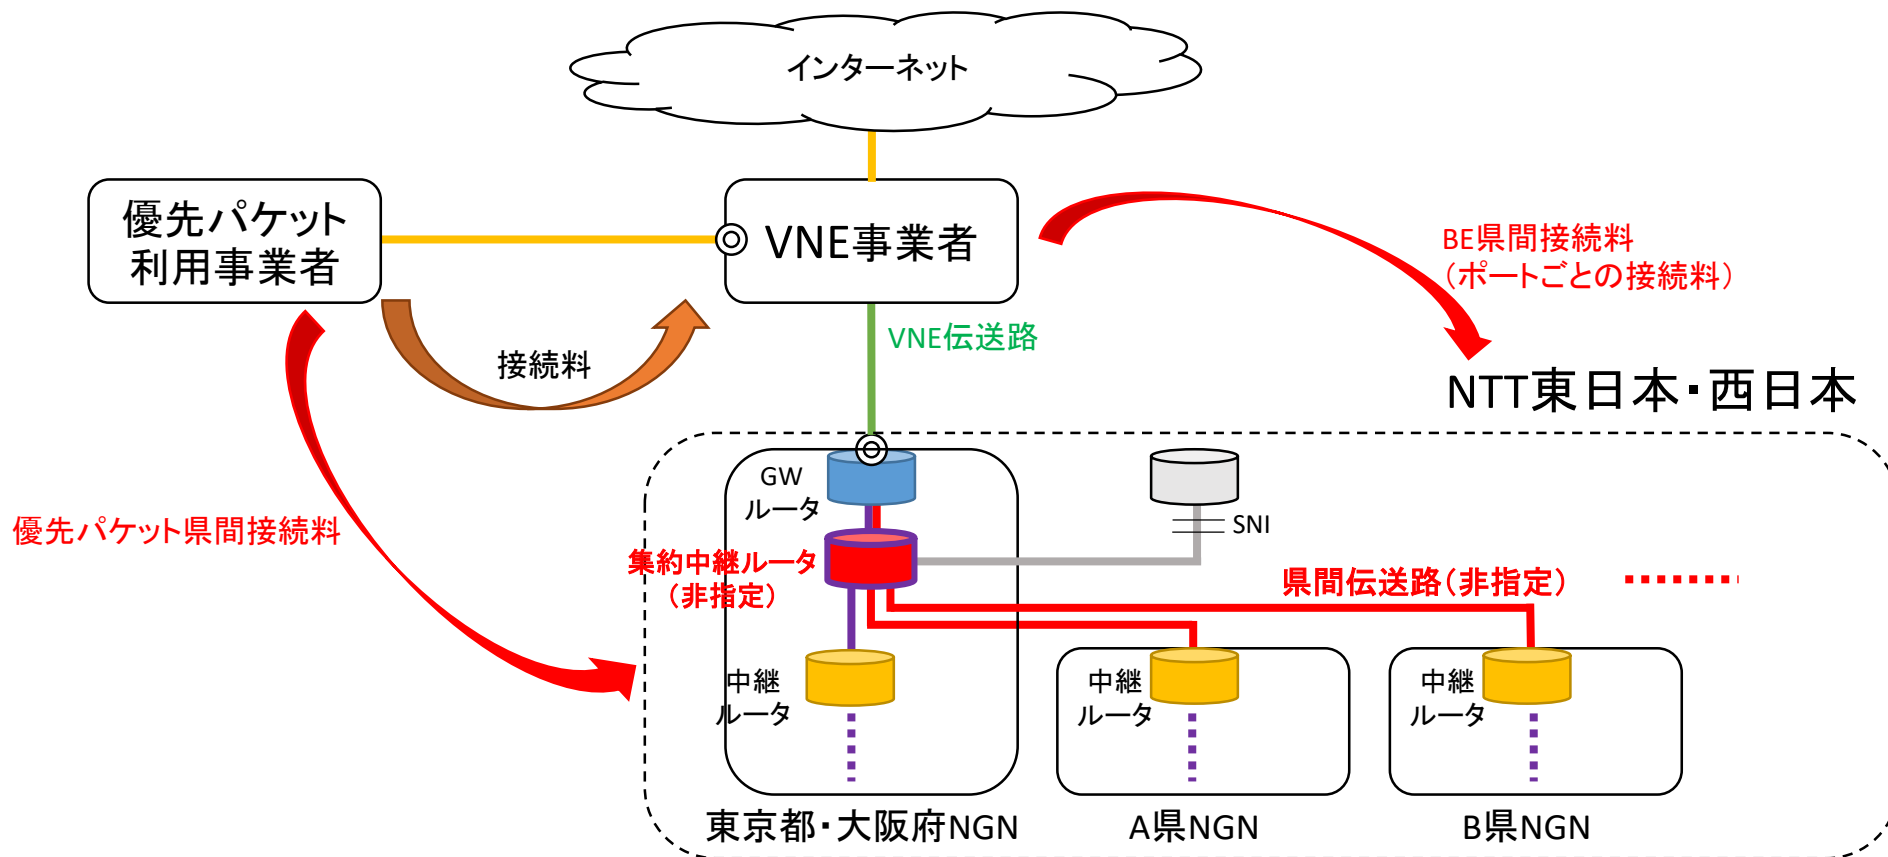 インターネット
優先パケット
利用事業者
VNE事業者
BE県間接続料
(ポートごとの接続料)
VNE伝送路
接続料
NTT東日本・西日本
GW
ルータ
SNI
優先パケット県間接続料
集約中継ルータ
(非指定)
県間伝送路(非指定)
中継
ルータ
中継
ルータ
中継
ルータ
東京都・大阪府NGN
A県NGN
B県NGN